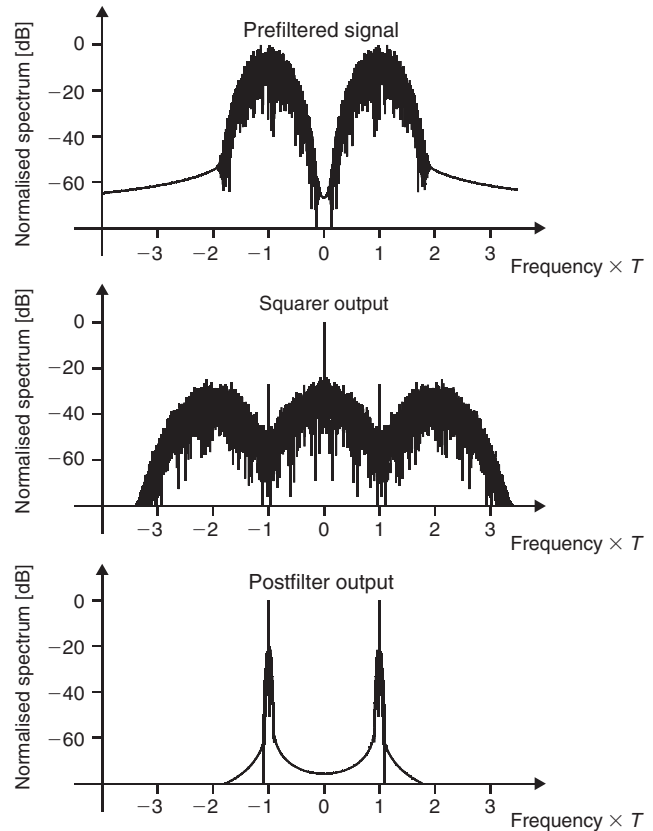 Prefiltered signal
Normalised spectrum [dB]
0
−20
−40
−60
−3 −2 −1 0 1 2 3
Frequency × T
Squarer output
Normalised spectrum [dB]
0
−20
−40
−60
−3 −2 −1 0 1 2 3
Frequency × T
Postfilter output
Normalised spectrum [dB]
0
−20
−40
−60
−3 −2 −1 0 1 2 3
Frequency × T